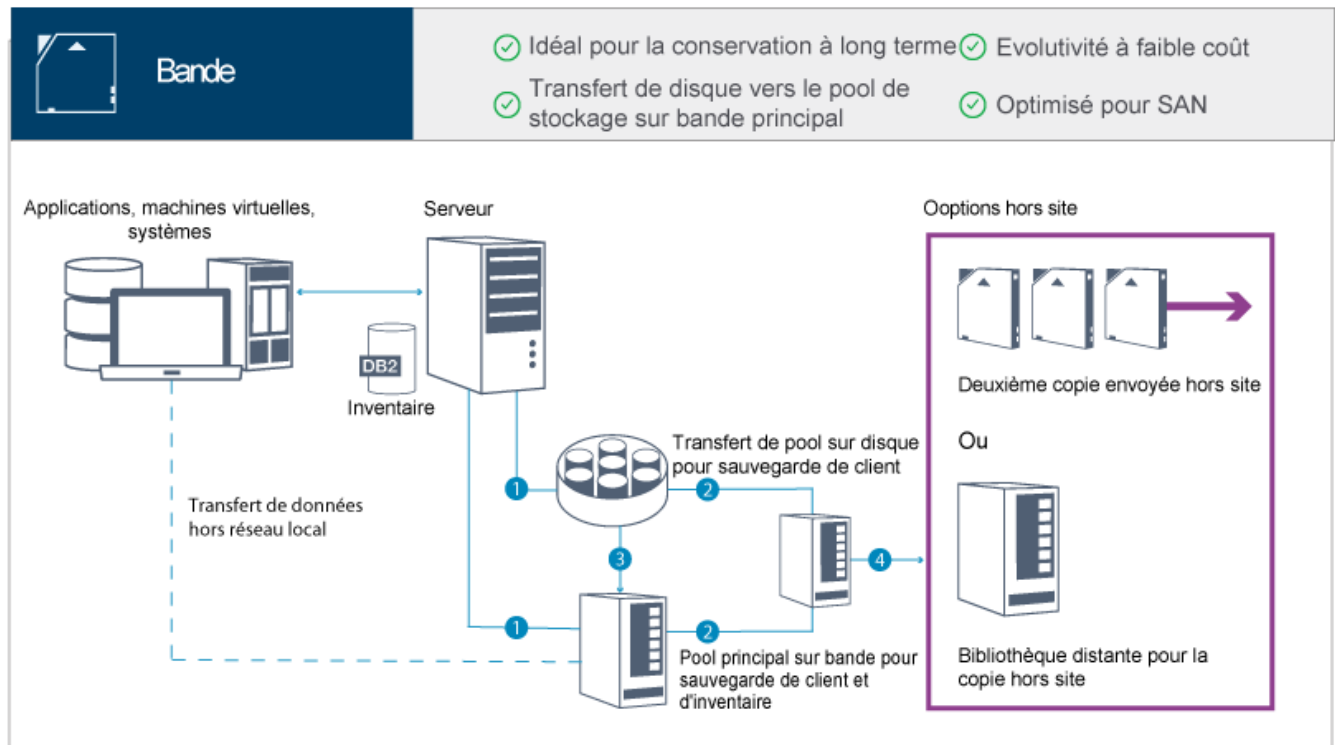 Bande
Idéal pour la conservation à long terme
Evolutivité à faible coût
Transfert de disque vers le pool de
stockage sur bande principal
Optimisé pour SAN
Applications, machines virtuelles,
systèmes
Serveur
Ooptions hors site
DB2
Inventaire
Deuxième copie envoyée hors site
Transfert de pool sur disque
pour sauvegarde de client
Ou
1
2
Transfert de données
hors réseau local
3
4
1
2
Pool principal sur bande pour
sauvegarde de client et
d'inventaire
Bibliothèque distante pour la
copie hors site